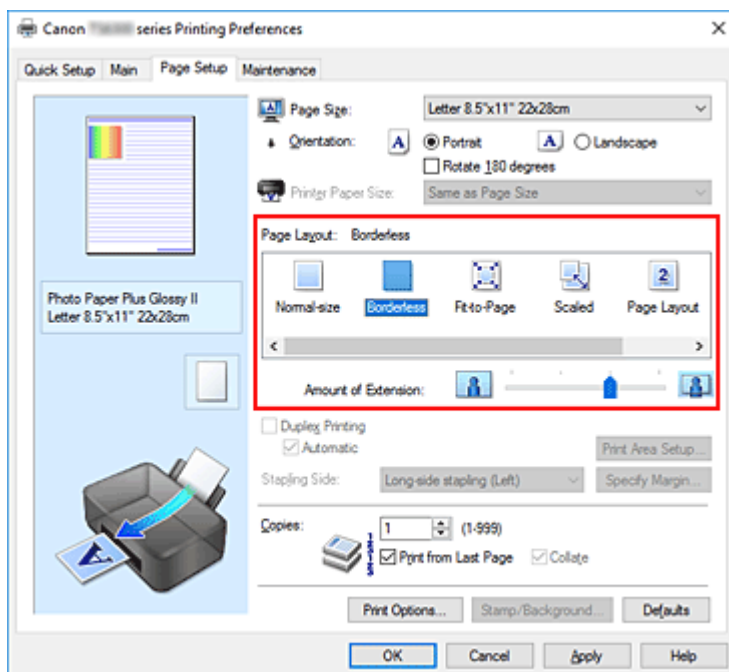 Canon series Printing Preferences
Quick Setup Main Page Setup Maintenance
Page Size: Letter 8.5"x11" 22x28cm
Orientation: A Portrait A Landscape
Rotate 180 degrees
Printer Paper Size: Same as Page Size
Page Layout: Borderless
Normal-size Borderless Fit-to-Page Scaled Page Layout
Amount of Extension:
Photo Paper Plus Glossy II
Letter 8.5"x11" 22x28cm
Duplex Printing
Automatic
Print Area Setup...
Stapling Side: Long-side stapling (Left) Specify Margin...
Copies: 1 (1-999)
Print from Last Page Collate
Print Options... Stamp/Background... Defaults
OK Cancel Apply Help